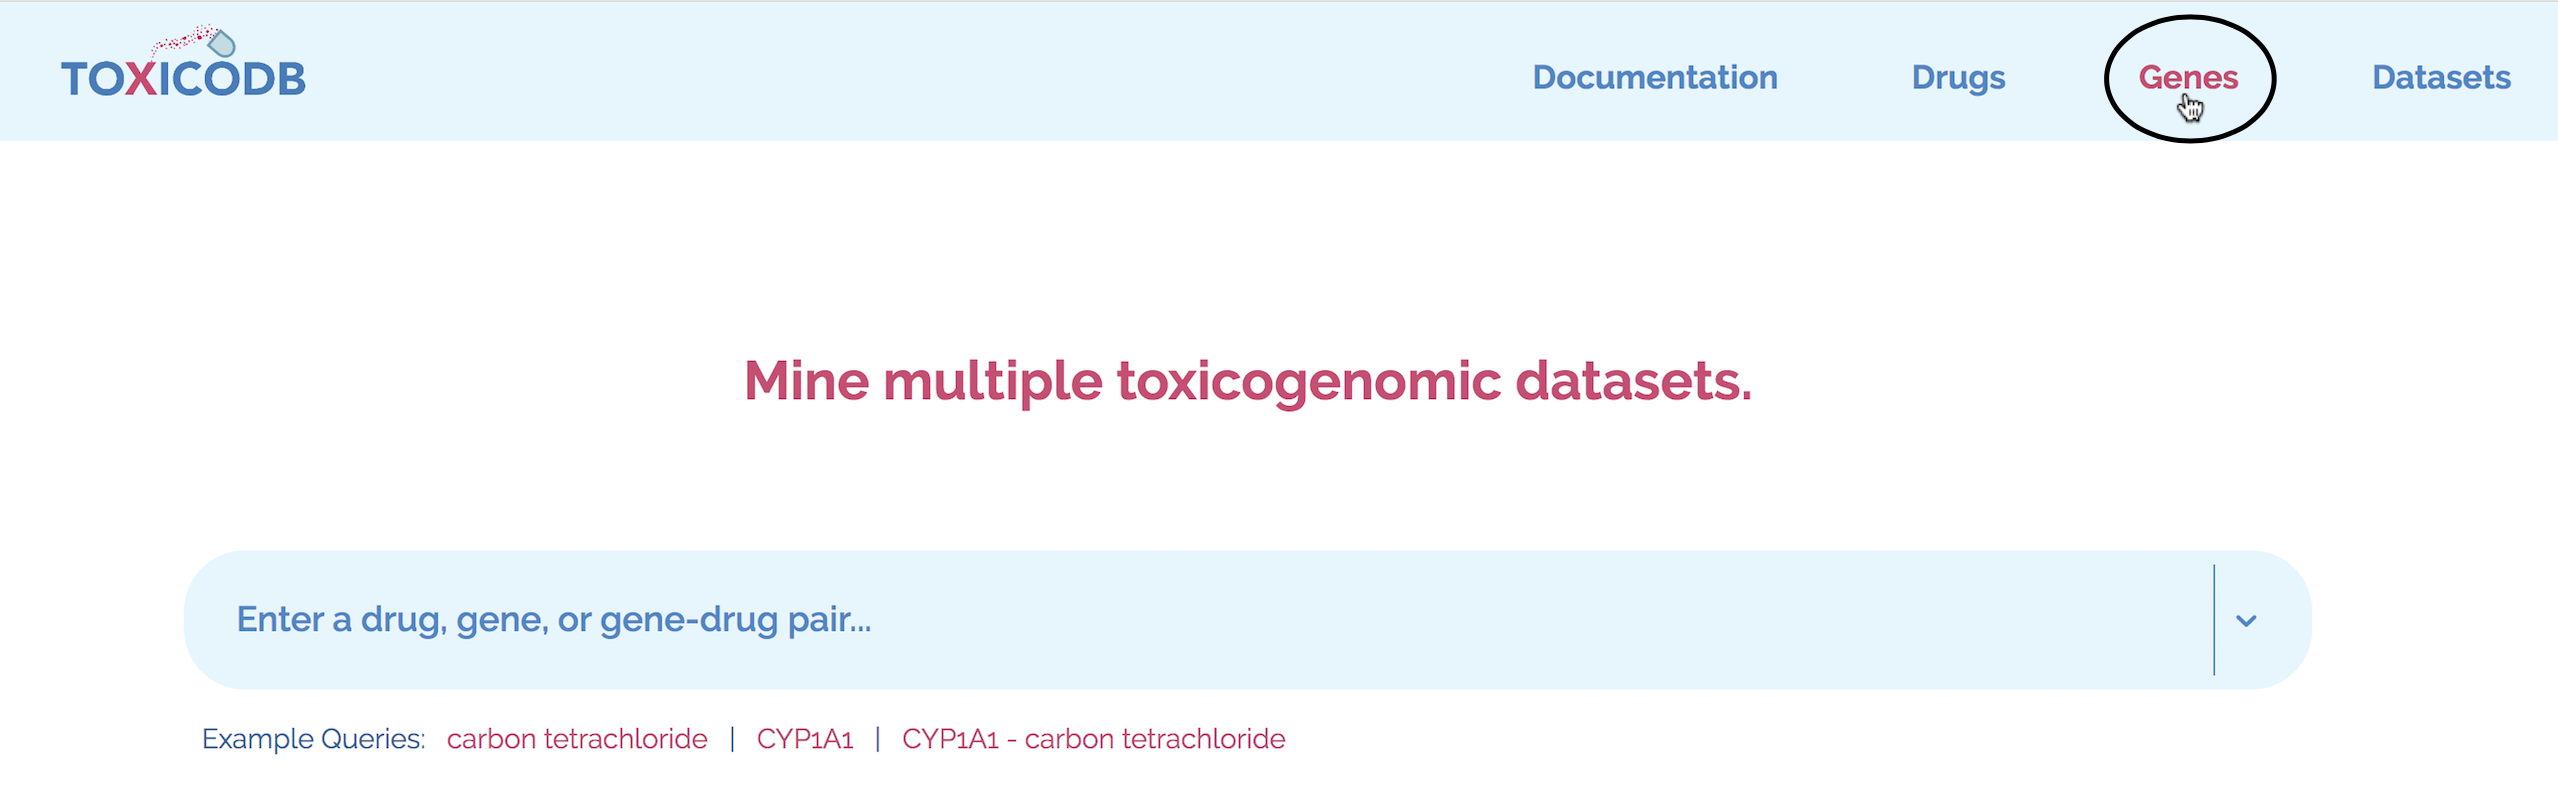 TOXICODB
Documentation Drugs Genes Datasets
Mine multiple toxicogenomic datasets.
Enter a drug, gene, or gene-drug pair...
Example Queries: carbon tetrachloride | CYP1A1 | CYP1A1 - carbon tetrachloride